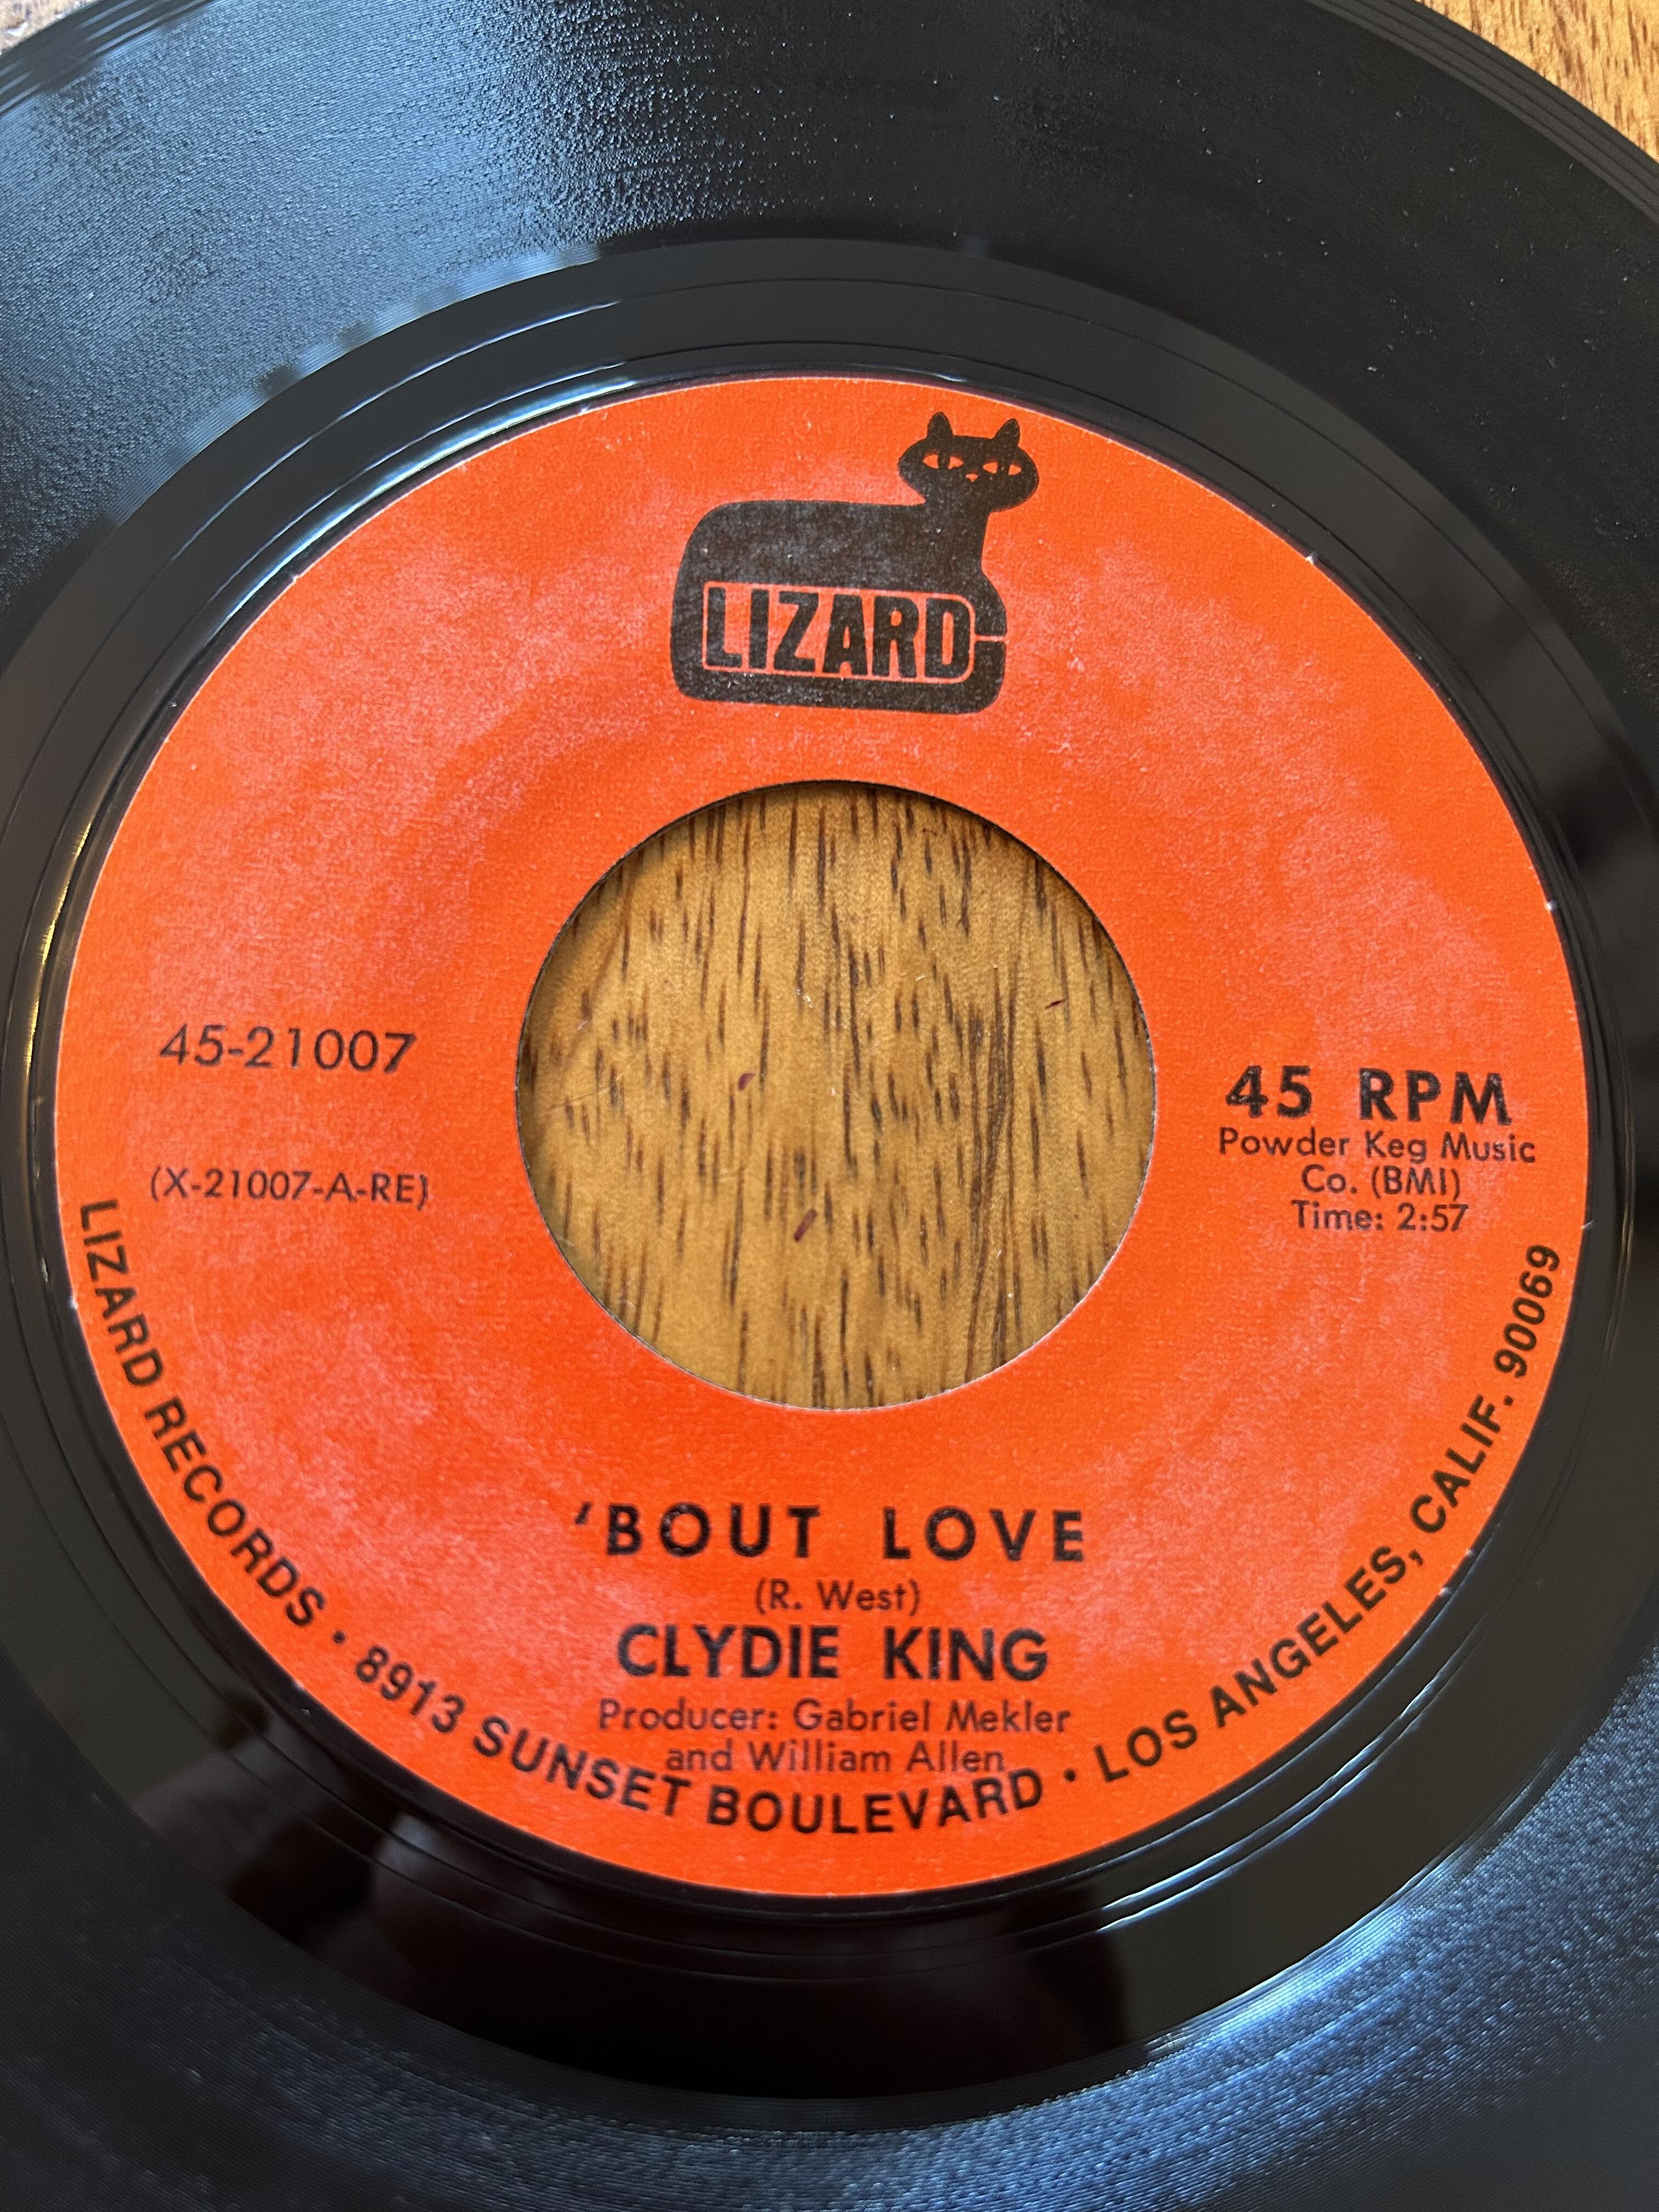 LIZARD
45-21007
(X-21007-A-RE)
45 RPM
Powder Keg Music
Co. (BMI)
Time: 2:57
'BOUT LOVE
(R. West)
CLYDIE KING
Producer: Gabriel Mekler
and William Allen
LIZARD RECORDS · 8913 SUNSET BOULEVARD · LOS ANGELES, CALIF. 90069